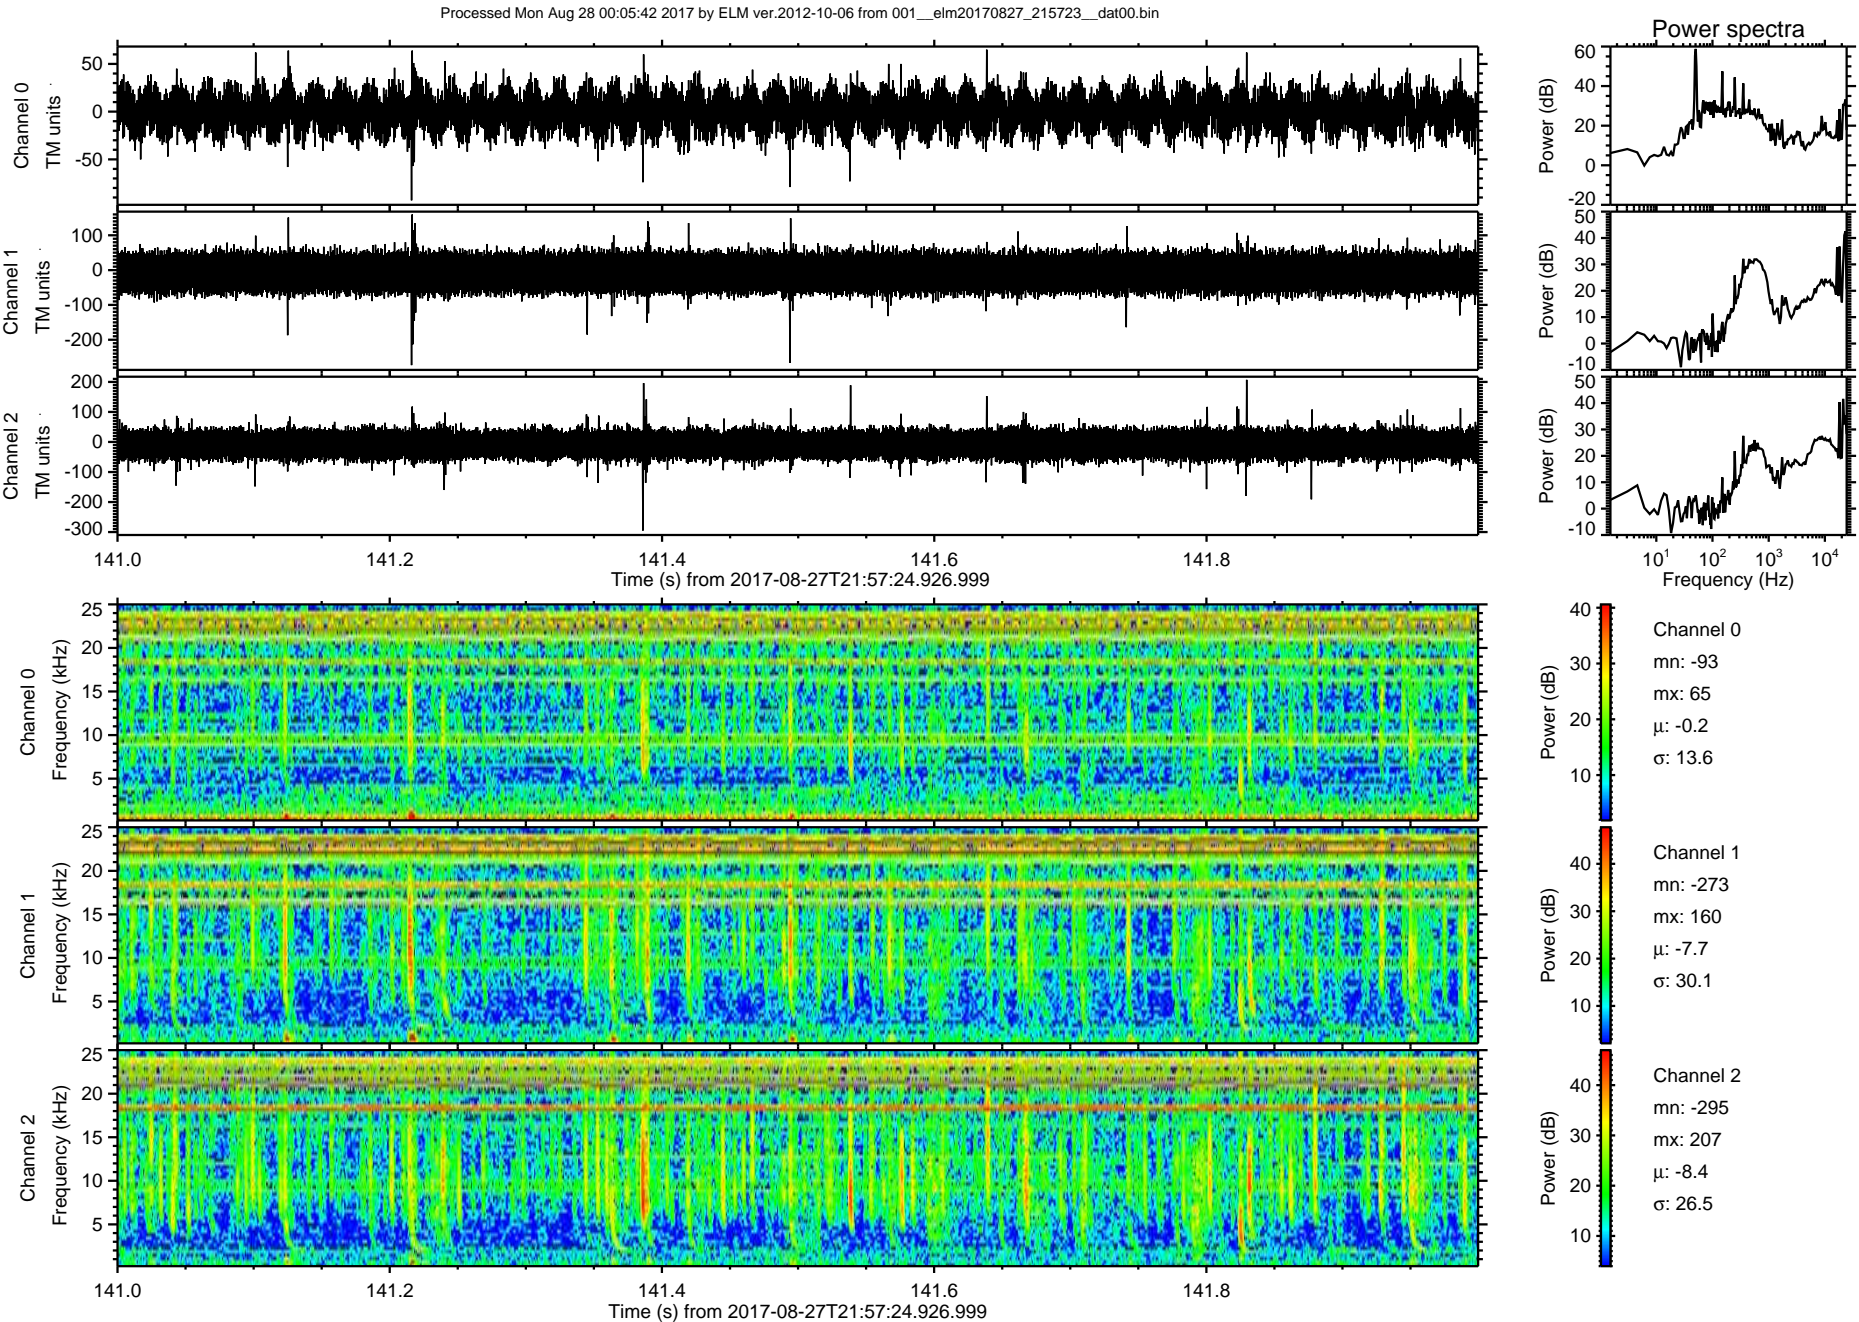 Processed Mon Aug 28 00:05:42 2017 by ELM ver.2012-10-06 from 001__elm20170827_215723__dat00.bin
Power spectra
Channel 0
TM units
50
0
-50
Power (dB)
60
40
20
0
-20
Channel 1
TM units
100
0
-100
-200
Power (dB)
50
40
30
20
10
0
-10
Channel 2
TM units
200
100
0
-100
-200
-300
Power (dB)
50
40
30
20
10
0
-10
141.0 141.2 141.4 141.6 141.8
Time (s) from 2017-08-27T21:57:24.926.999
10¹ 10² 10³ 10⁴
Frequency (Hz)
Channel 0
Frequency (kHz)
25
20
15
10
5
Power (dB)
40
30
20
10
Channel 0
mn: -93
mx: 65
μ: -0.2
σ: 13.6
Channel 1
Frequency (kHz)
25
20
15
10
5
Power (dB)
40
30
20
10
Channel 1
mn: -273
mx: 160
μ: -7.7
σ: 30.1
Channel 2
Frequency (kHz)
25
20
15
10
5
Power (dB)
40
30
20
10
Channel 2
mn: -295
mx: 207
μ: -8.4
σ: 26.5
141.0 141.2 141.4 141.6 141.8
Time (s) from 2017-08-27T21:57:24.926.999